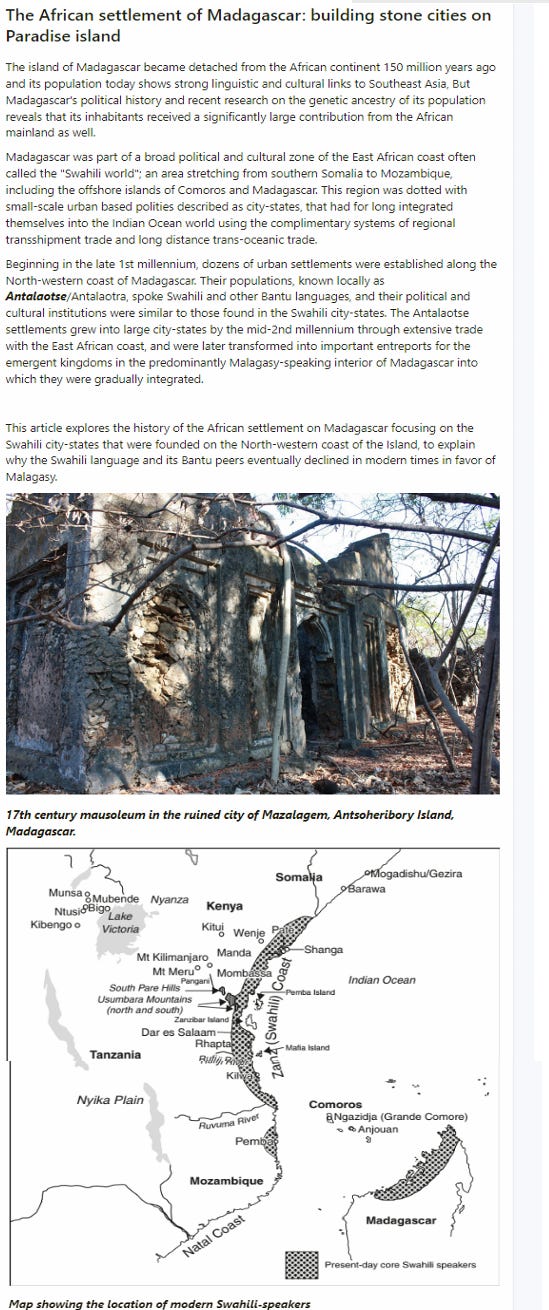 The African settlement of Madagascar: building stone cities on
Paradise island
The island of Madagascar became detached from the African continent 150 million years ago
and its population today shows strong linguistic and cultural links to Southeast Asia, But
Madagascar's political history and recent research on the genetic ancestry of its population
reveals that its inhabitants received a significantly large contribution from the African
mainland as well.
Madagascar was part of a broad political and cultural zone of the East African coast often
called the "Swahili world"; an area stretching from southern Somalia to Mozambique,
including the offshore islands of Comoros and Madagascar. This region was dotted with
small-scale urban based polities described as city-states, that had for long integrated
themselves into the Indian Ocean world using the complimentary systems of regional
transshipment trade and long distance trans-oceanic trade.
Beginning in the late 1st millennium, dozens of urban settlements were established along the
North-western coast of Madagascar. Their populations, known locally as
Antalaotse/Antalaotra, spoke Swahili and other Bantu languages, and their political and
cultural institutions were similar to those found in the Swahili city-states. The Antalaotse
settlements grew into large city-states by the mid-2nd millennium through extensive trade
with the East African coast, and were later transformed into important entreports for the
emergent kingdoms in the predominantly Malagasy-speaking interior of Madagascar into
which they were gradually integrated.
This article explores the history of the African settlement on Madagascar focusing on the
Swahili city-states that were founded on the North-western coast of the Island, to explain
why the Swahili language and its Bantu peers eventually declined in modern times in favor of
Malagasy.
17th century mausoleum in the ruined city of Mazalagem, Antsoheribory Island,
Madagascar.
Somalia
Mogadishu/Gezira
Barawa
Munsa
Mubende
Nyanza
Ntusi
Bigo
Kibengo
Lake
Victoria
Kenya
Kitui
Wenje
Pate
Shanga
Manda
Mt Kilimanjaro
Mt Meru
Mombassa
Indian Ocean
Pangani
South Pare Hills
Usumbara Mountains
(north and south)
Pemba Island
Zanzibar Island
Zanz (Swahili) Coast
Dar es Salaam
Rhapta
Mafia Island
Tanzania
Rufiji River
Kilwa
Nyika Plain
Comoros
Ngazidja (Grande Comore)
Anjouan
Ruvuma River
Pemba
Mozambique
Madagascar
Natal Coast
Present-day core Swahili speakers
Map showing the location of modern Swahili-speakers